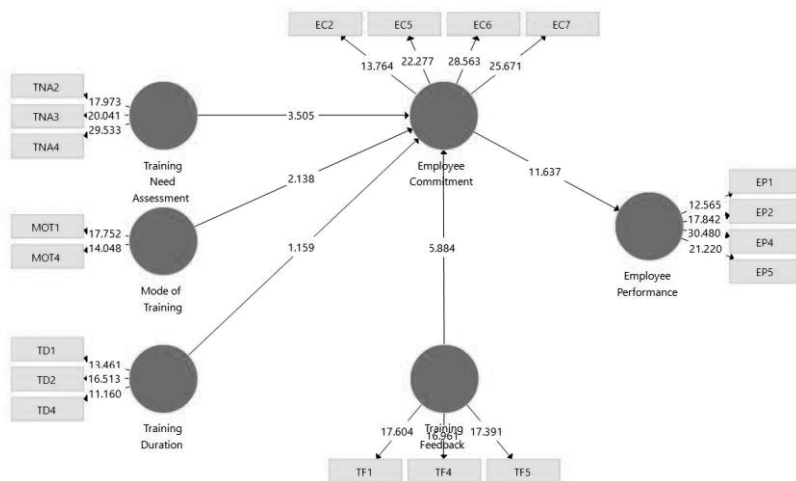 EC2
EC5
EC6
EC7
13.764
22.277
28.563
25.671
TNA2
TNA3
TNA4
17.973
20.041
29.533
Training
Need
Assessment
3.505
Employee
Commitment
11.637
2.138
MOT1
MOT4
17.752
14.048
Mode of
Training
1.159
5.884
EP1
EP2
EP4
EP5
12.565
17.842
30.480
21.220
Employee
Performance
TD1
TD2
TD4
13.461
16.513
11.160
Training
Duration
Training
Feedback
17.604
16.961
17.391
TF1
TF4
TF5